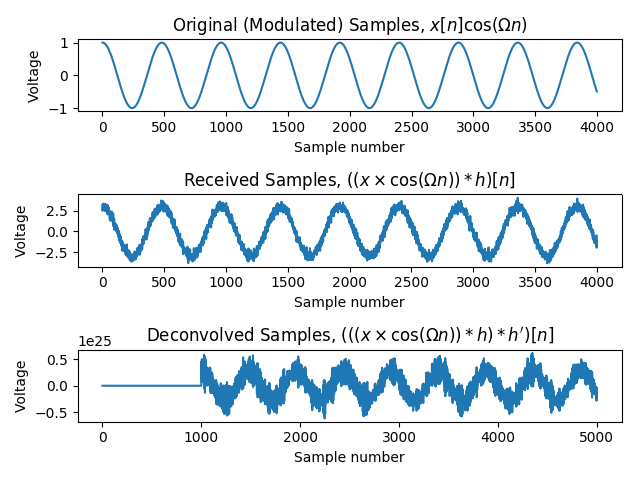 Original (Modulated) Samples, x[n]cos(Ωn)
1
0
−1
Voltage
0 500 1000 1500 2000 2500 3000 3500 4000
Sample number
Received Samples, ((x × cos(Ωn)) * h)[n]
2.5
0.0
−2.5
Voltage
0 500 1000 1500 2000 2500 3000 3500 4000
Sample number
Deconvolved Samples, (((x × cos(Ωn)) * h) * h′)[n]
1e25
0.5
0.0
−0.5
Voltage
0 1000 2000 3000 4000 5000
Sample number